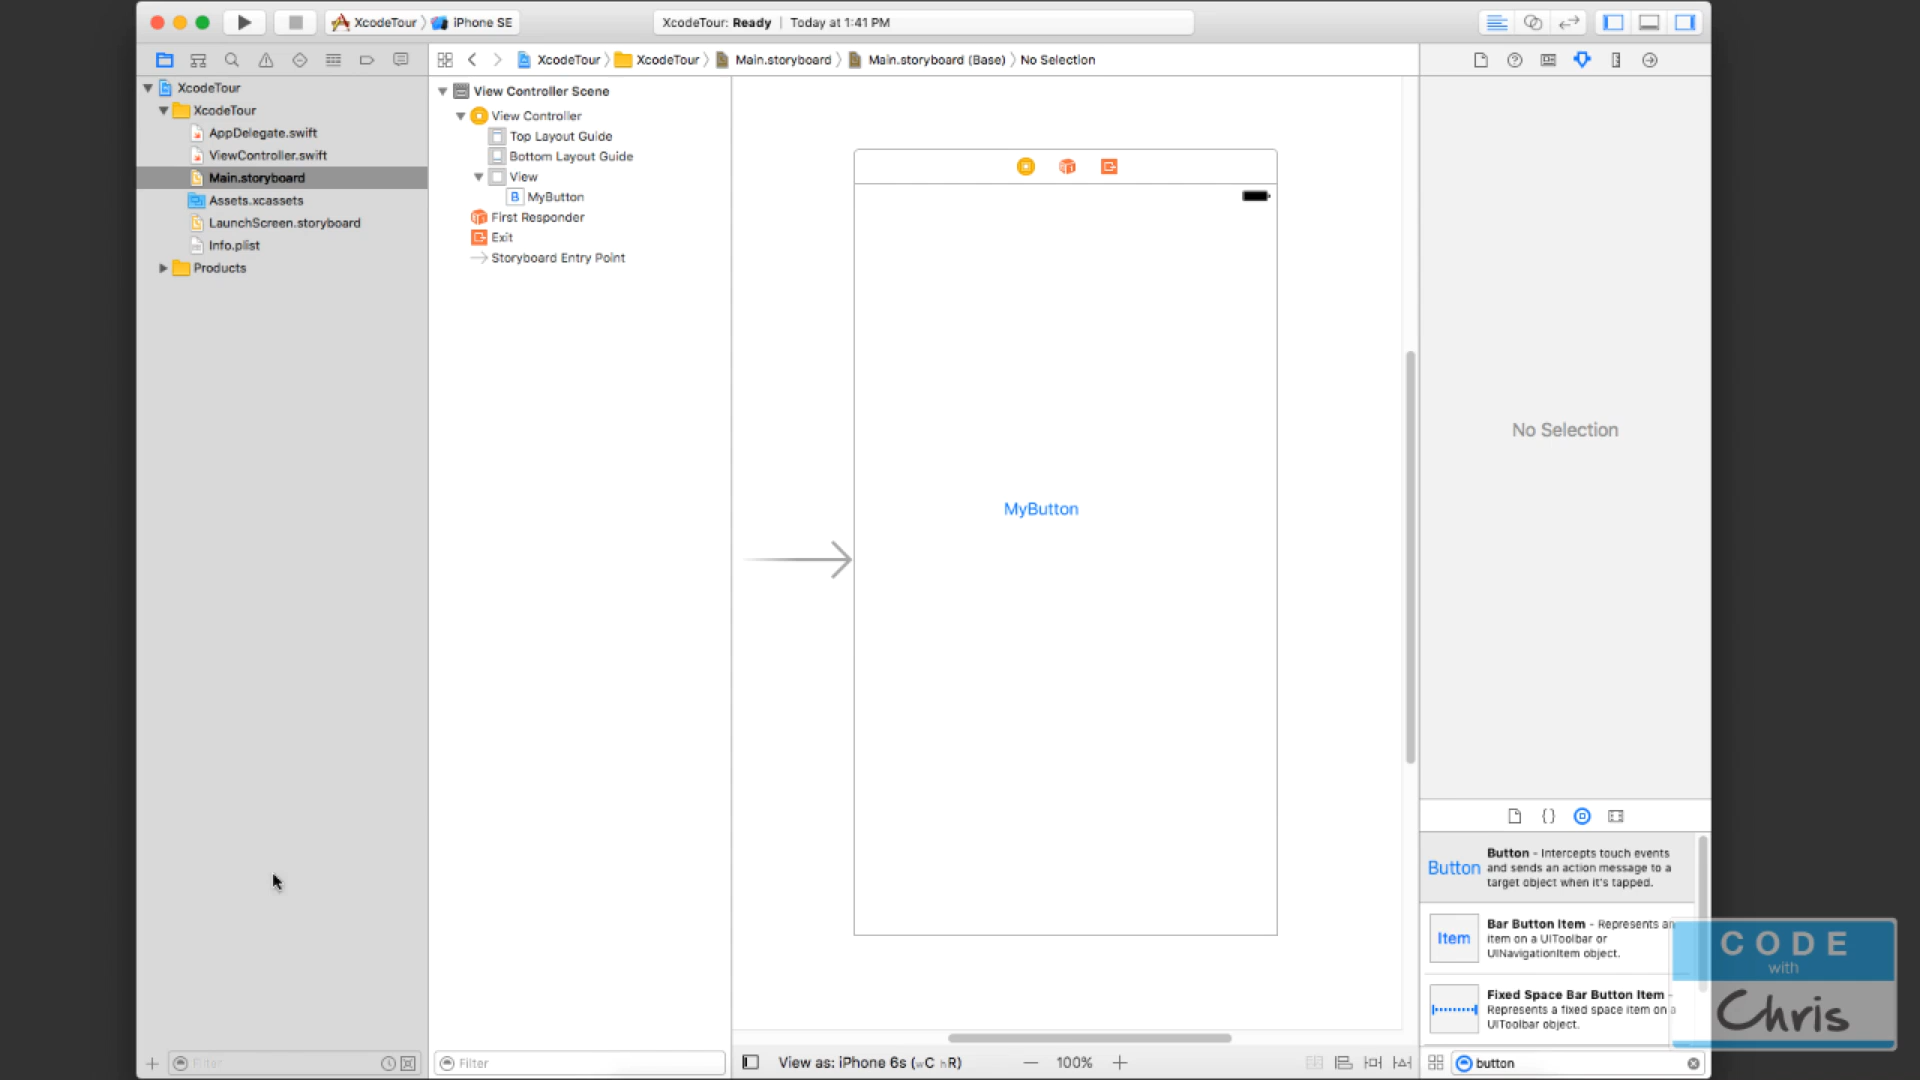 XcodeTour iPhone SE
XcodeTour: Ready | Today at 1:41 PM
XcodeTour XcodeTour Main.storyboard Main.storyboard (Base) No Selection
XcodeTour
XcodeTour
AppDelegate.swift
ViewController.swift
Main.storyboard
Assets.xcassets
LaunchScreen.storyboard
Info.plist
Products
View Controller Scene
View Controller
Top Layout Guide
Bottom Layout Guide
View
B MyButton
First Responder
Exit
Storyboard Entry Point
MyButton
No Selection
{ }
Button
Button - Intercepts touch events
and sends an action message to a
target object when it's tapped.
Item
Bar Button Item - Represents an
item on a UIToolbar or
UINavigationItem object.
Fixed Space Bar Button Item -
Represents a fixed space item on a
UIToolbar object.
CODE
with
Chris
Filter
Filter
View as: iPhone 6s (wC hR)
100%
button